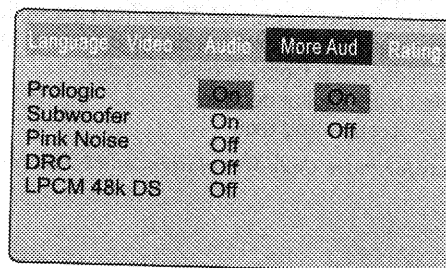 Language Video Audio More Aud Rating
Prologic On On
Subwoofer On Off
Pink Noise Off
DRC Off
LPCM 48k DS Off